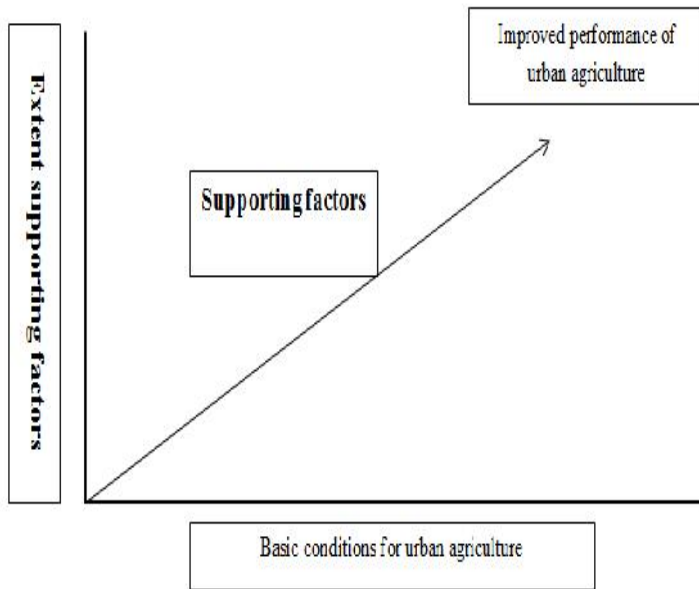 Improved performance of
urban agriculture
Extent supporting factors
Supporting factors
Basic conditions for urban agriculture